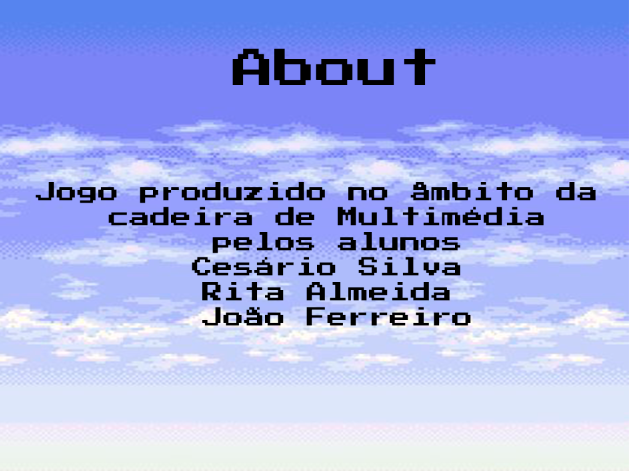 About
Jogo produzido no âmbito da
cadeira de Multimédia
pelos alunos
Cesário Silva
Rita Almeida
João Ferreiro